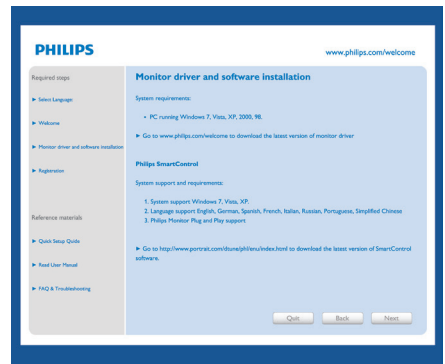 PHILIPS
www.philips.com/welcome
Required steps
Select Language
Welcome
Monitor driver and software installation
Registration
Reference materials
Quick Setup Guide
Read User Manual
FAQ & Troubleshooting
Monitor driver and software installation
System requirements:
• PC running Windows 7, Vista, XP, 2000, 98.
Go to www.philips.com/welcome to download the latest version of monitor driver
Philips SmartControl
System support and requirements:
1. System support Windows 7, Vista, XP.
2. Language support English, German, Spanish, French, Italian, Russian, Portuguese, Simplified Chinese
3. Philips Monitor Plug and Play support
Go to http://www.portrait.com/dtune/phl/enu/index.html to download the latest version of SmartControl
software.
Quit
Back
Next